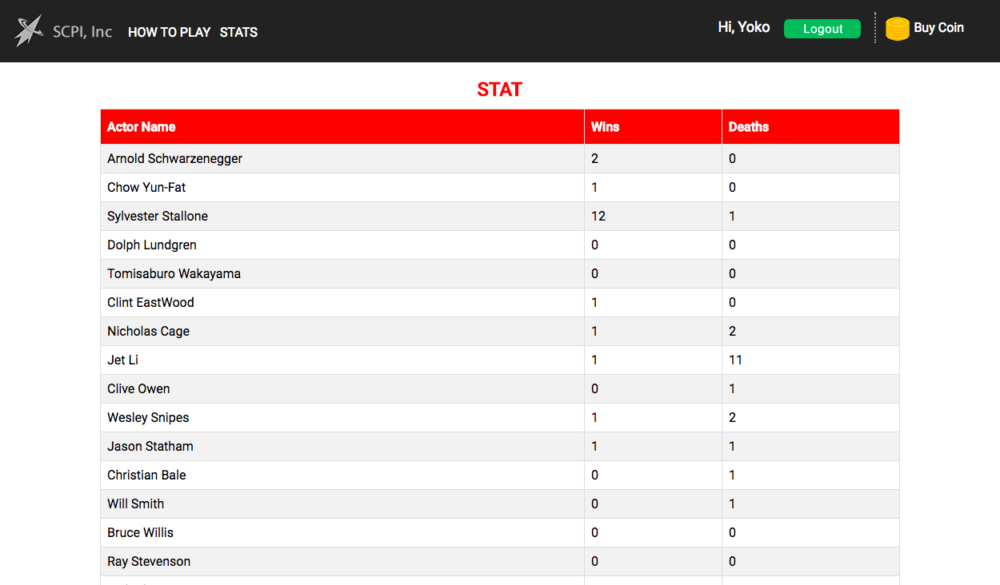 SCPI, Inc HOW TO PLAY STATS Hi, Yoko Logout Buy Coin
STAT
Actor Name Wins Deaths
Arnold Schwarzenegger 2 0
Chow Yun-Fat 1 0
Sylvester Stallone 12 1
Dolph Lundgren 0 0
Tomisaburo Wakayama 0 0
Clint EastWood 1 0
Nicholas Cage 1 2
Jet Li 1 11
Clive Owen 0 1
Wesley Snipes 1 2
Jason Statham 1 1
Christian Bale 0 1
Will Smith 0 1
Bruce Willis 0 0
Ray Stevenson 0 0